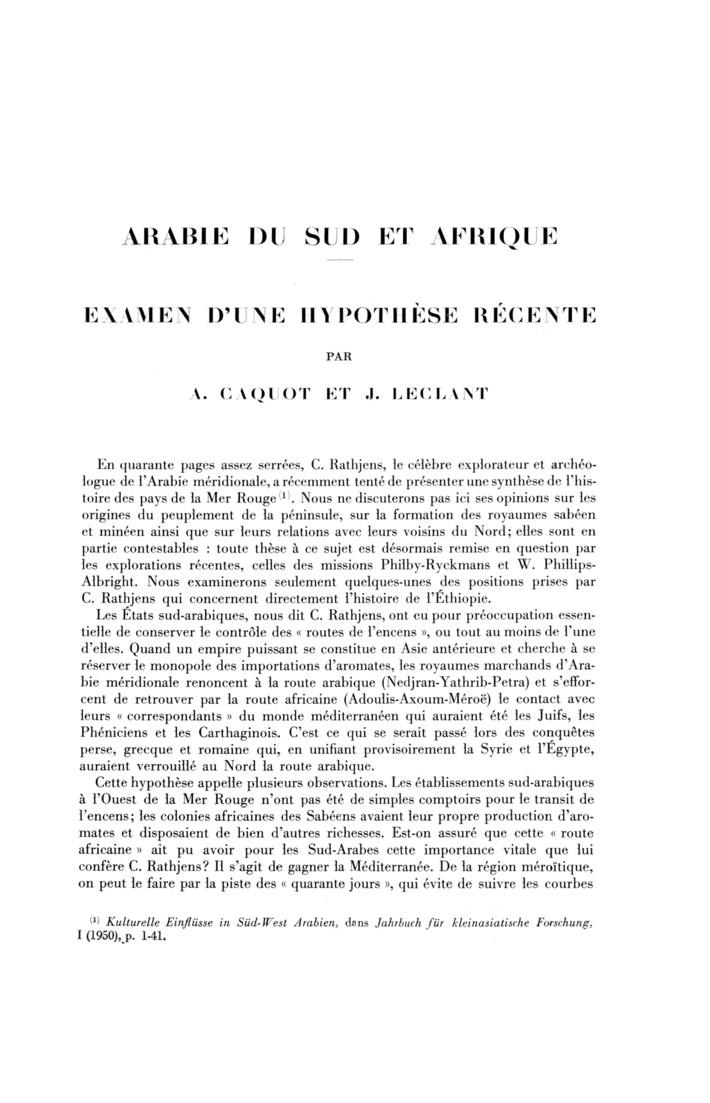 ARABIE DU SUD ET AFRIQUE
EXAMEN D'UNE HYPOTHÈSE RÉCENTE
PAR
A. CAQUOT ET J. LECLANT
En quarante pages assez serrées, C. Rathjens, le célèbre explorateur et archéo-
logue de l'Arabie méridionale, a récemment tenté de présenter une synthèse de l'his-
toire des pays de la Mer Rouge (1). Nous ne discuterons pas ici ses opinions sur les
origines du peuplement de la péninsule, sur la formation des royaumes sabéen
et minéen ainsi que sur leurs relations avec leurs voisins du Nord; elles sont en
partie contestables : toute thèse à ce sujet est désormais remise en question par
les explorations récentes, celles des missions Philby-Ryckmans et W. Phillips-
Albright. Nous examinerons seulement quelques-unes des positions prises par
C. Rathjens qui concernent directement l'histoire de l'Éthiopie.
Les États sud-arabiques, nous dit C. Rathjens, ont eu pour préoccupation essen-
tielle de conserver le contrôle des « routes de l'encens », ou tout au moins de l'une
d'elles. Quand un empire puissant se constitue en Asie antérieure et cherche à se
réserver le monopole des importations d'aromates, les royaumes marchands d'Ara-
bie méridionale renoncent à la route arabique (Nedjran-Yathrib-Petra) et s'effor-
cent de retrouver par la route africaine (Adoulis-Axoum-Méroë) le contact avec
leurs « correspondants » du monde méditerranéen qui auraient été les Juifs, les
Phéniciens et les Carthaginois. C'est ce qui se serait passé lors des conquêtes
perse, grecque et romaine qui, en unifiant provisoirement la Syrie et l'Égypte,
auraient verrouillé au Nord la route arabique.
Cette hypothèse appelle plusieurs observations. Les établissements sud-arabiques
à l'Ouest de la Mer Rouge n'ont pas été de simples comptoirs pour le transit de
l'encens; les colonies africaines des Sabéens avaient leur propre production d'aro-
mates et disposaient de bien d'autres richesses. Est-on assuré que cette « route
africaine » ait pu avoir pour les Sud-Arabes cette importance vitale que lui
confère C. Rathjens? Il s'agit de gagner la Méditerranée. De la région méroïtique,
on peut le faire par la piste des « quarante jours », qui évite de suivre les courbes
(1) Kulturelle Einflüsse in Süd-West Arabien, dans Jahrbuch für kleinasiatische Forschung,
I (1950), p. 1-41.